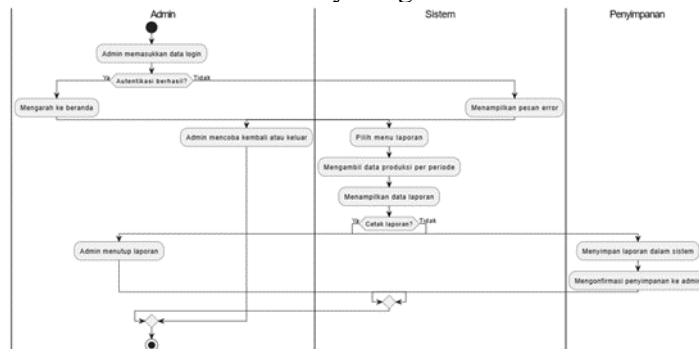 Admin
Sistem
Penyimpanan
Admin memasukkan data login
Ya
Autentikasi berhasil?
Tidak
Mengarah ke beranda
Menampilkan pesan error
Admin mencoba kembali atau keluar
Pilih menu laporan
Mengambil data produksi per periode
Menampilkan data laporan
Ya
Cetak laporan?
Tidak
Admin menutup laporan
Menyimpan laporan dalam sistem
Mengonfirmasi penyimpanan ke admin